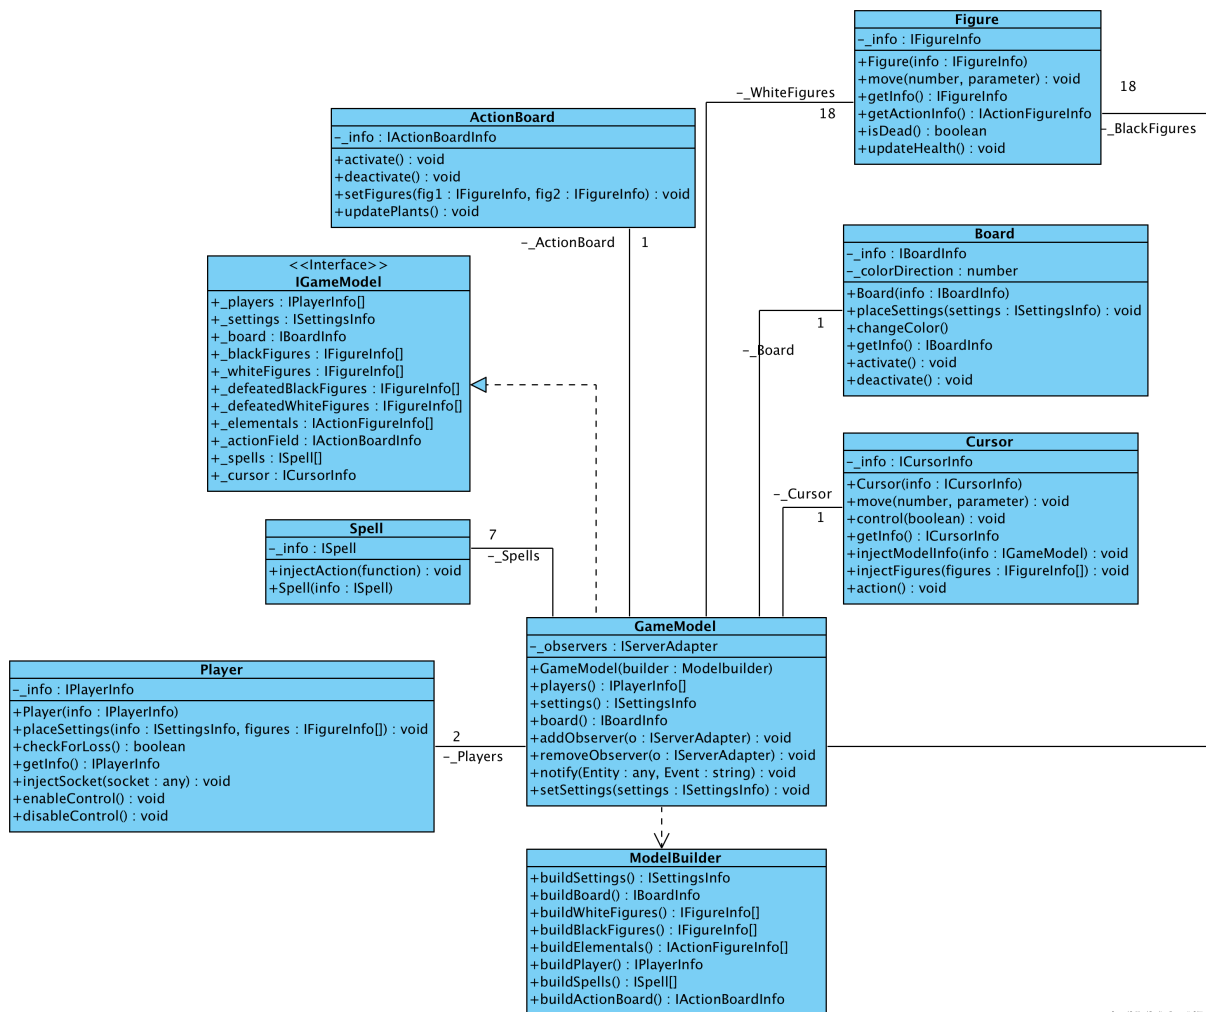 Figure
-_info : IFigureInfo
+Figure(info : IFigureInfo)
+move(number, parameter) : void
+getInfo() : IFigureInfo
+getActionInfo() : IActionFigureInfo
+isDead() : boolean
+updateHealth() : void
-_WhiteFigures
18
18
-_BlackFigures
ActionBoard
-_info : IActionBoardInfo
+activate() : void
+deactivate() : void
+setFigures(fig1 : IFigureInfo, fig2 : IFigureInfo) : void
+updatePlants() : void
-_ActionBoard
1
Board
-_info : IBoardInfo
-_colorDirection : number
+Board(info : IBoardInfo)
+placeSettings(settings : ISettingsInfo) : void
+changeColor()
+getInfo() : IBoardInfo
+activate() : void
+deactivate() : void
1
-_Board
<<Interface>>
IGameModel
+_players : IPlayerInfo[]
+_settings : ISettingsInfo
+_board : IBoardInfo
+_blackFigures : IFigureInfo[]
+_whiteFigures : IFigureInfo[]
+_defeatedBlackFigures : IFigureInfo[]
+_defeatedWhiteFigures : IFigureInfo[]
+_elementals : IActionFigureInfo[]
+_actionField : IActionBoardInfo
+_spells : ISpell[]
+_cursor : ICursorInfo
Cursor
-_info : ICursorInfo
+Cursor(info : ICursorInfo)
+move(number, parameter) : void
+control(boolean) : void
+getInfo() : ICursorInfo
+injectModelInfo(info : IGameModel) : void
+injectFigures(figures : IFigureInfo[]) : void
+action() : void
-_Cursor
1
Spell
-_info : ISpell
+injectAction(function) : void
+Spell(info : ISpell)
7
-_Spells
GameModel
-_observers : IServerAdapter
+GameModel(builder : Modelbuilder)
+players() : IPlayerInfo[]
+settings() : ISettingsInfo
+board() : IBoardInfo
+addObserver(o : IServerAdapter) : void
+removeObserver(o : IServerAdapter) : void
+notify(Entity : any, Event : string) : void
+setSettings(settings : ISettingsInfo) : void
Player
-_info : IPlayerInfo
+Player(info : IPlayerInfo)
+placeSettings(info : ISettingsInfo, figures : IFigureInfo[]) : void
+checkForLoss() : boolean
+getInfo() : IPlayerInfo
+injectSocket(socket : any) : void
+enableControl() : void
+disableControl() : void
2
-_Players
ModelBuilder
+buildSettings() : ISettingsInfo
+buildBoard() : IBoardInfo
+buildWhiteFigures() : IFigureInfo[]
+buildBlackFigures() : IFigureInfo[]
+buildElementals() : IActionFigureInfo[]
+buildPlayer() : IPlayerInfo
+buildSpells() : ISpell[]
+buildActionBoard() : IActionBoardInfo